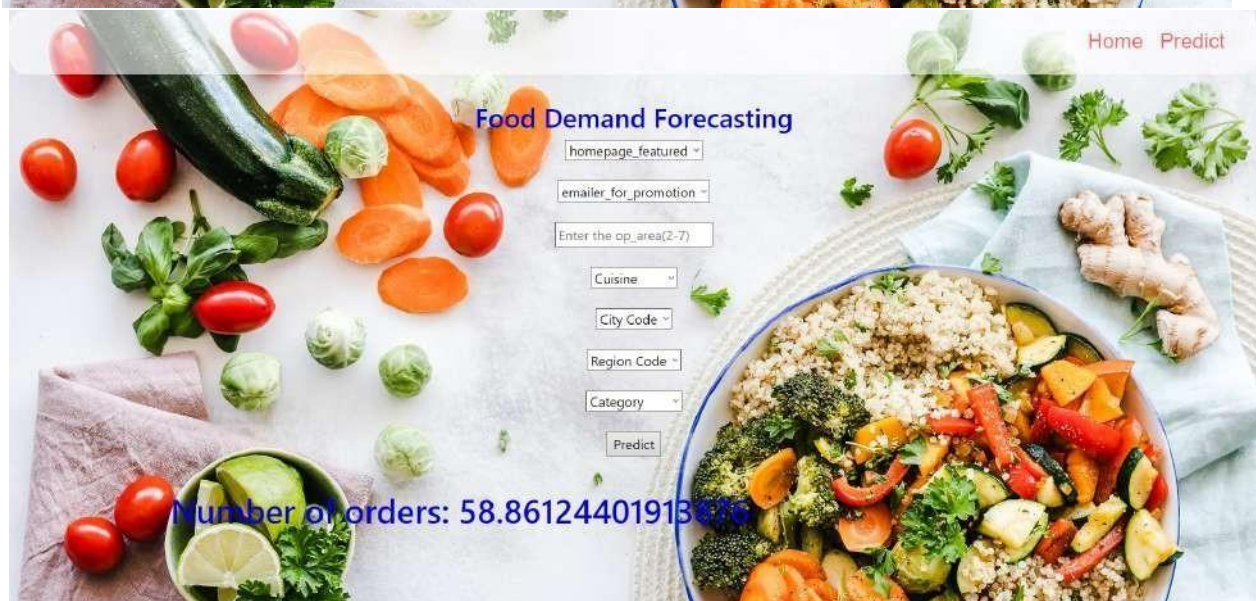 Home Predict
Food Demand Forecasting
homepage_featured
emailer_for_promotion
Enter the op_area(2-7)
Cuisine
City Code
Region Code
Category
Predict
Number of orders: 58.86124401913876